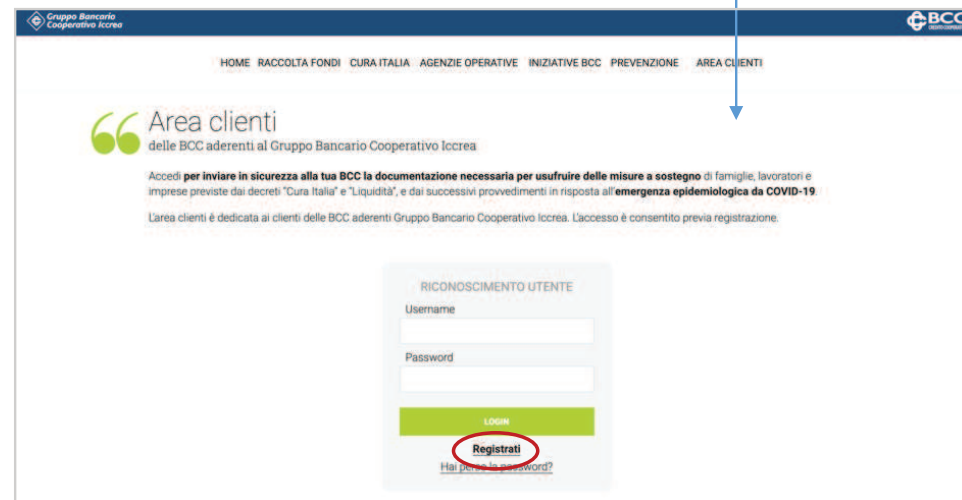 Gruppo Bancario
Cooperativo Iccrea
BCC
CREDITO COOPERATIVO
HOME RACCOLTA FONDI CURA ITALIA AGENZIE OPERATIVE INIZIATIVE BCC PREVENZIONE AREA CLIENTI
Area clienti
delle BCC aderenti al Gruppo Bancario Cooperativo Iccrea
Accedi per inviare in sicurezza alla tua BCC la documentazione necessaria per usufruire delle misure a sostegno di famiglie, lavoratori e
imprese previste dai decreti "Cura Italia" e "Liquidità", e dai successivi provvedimenti in risposta all'emergenza epidemiologica da COVID-19.
L'area clienti è dedicata ai clienti delle BCC aderenti Gruppo Bancario Cooperativo Iccrea. L'accesso è consentito previa registrazione.
RICONOSCIMENTO UTENTE
Username
Password
LOGIN
Registrati
Hai perso la password?